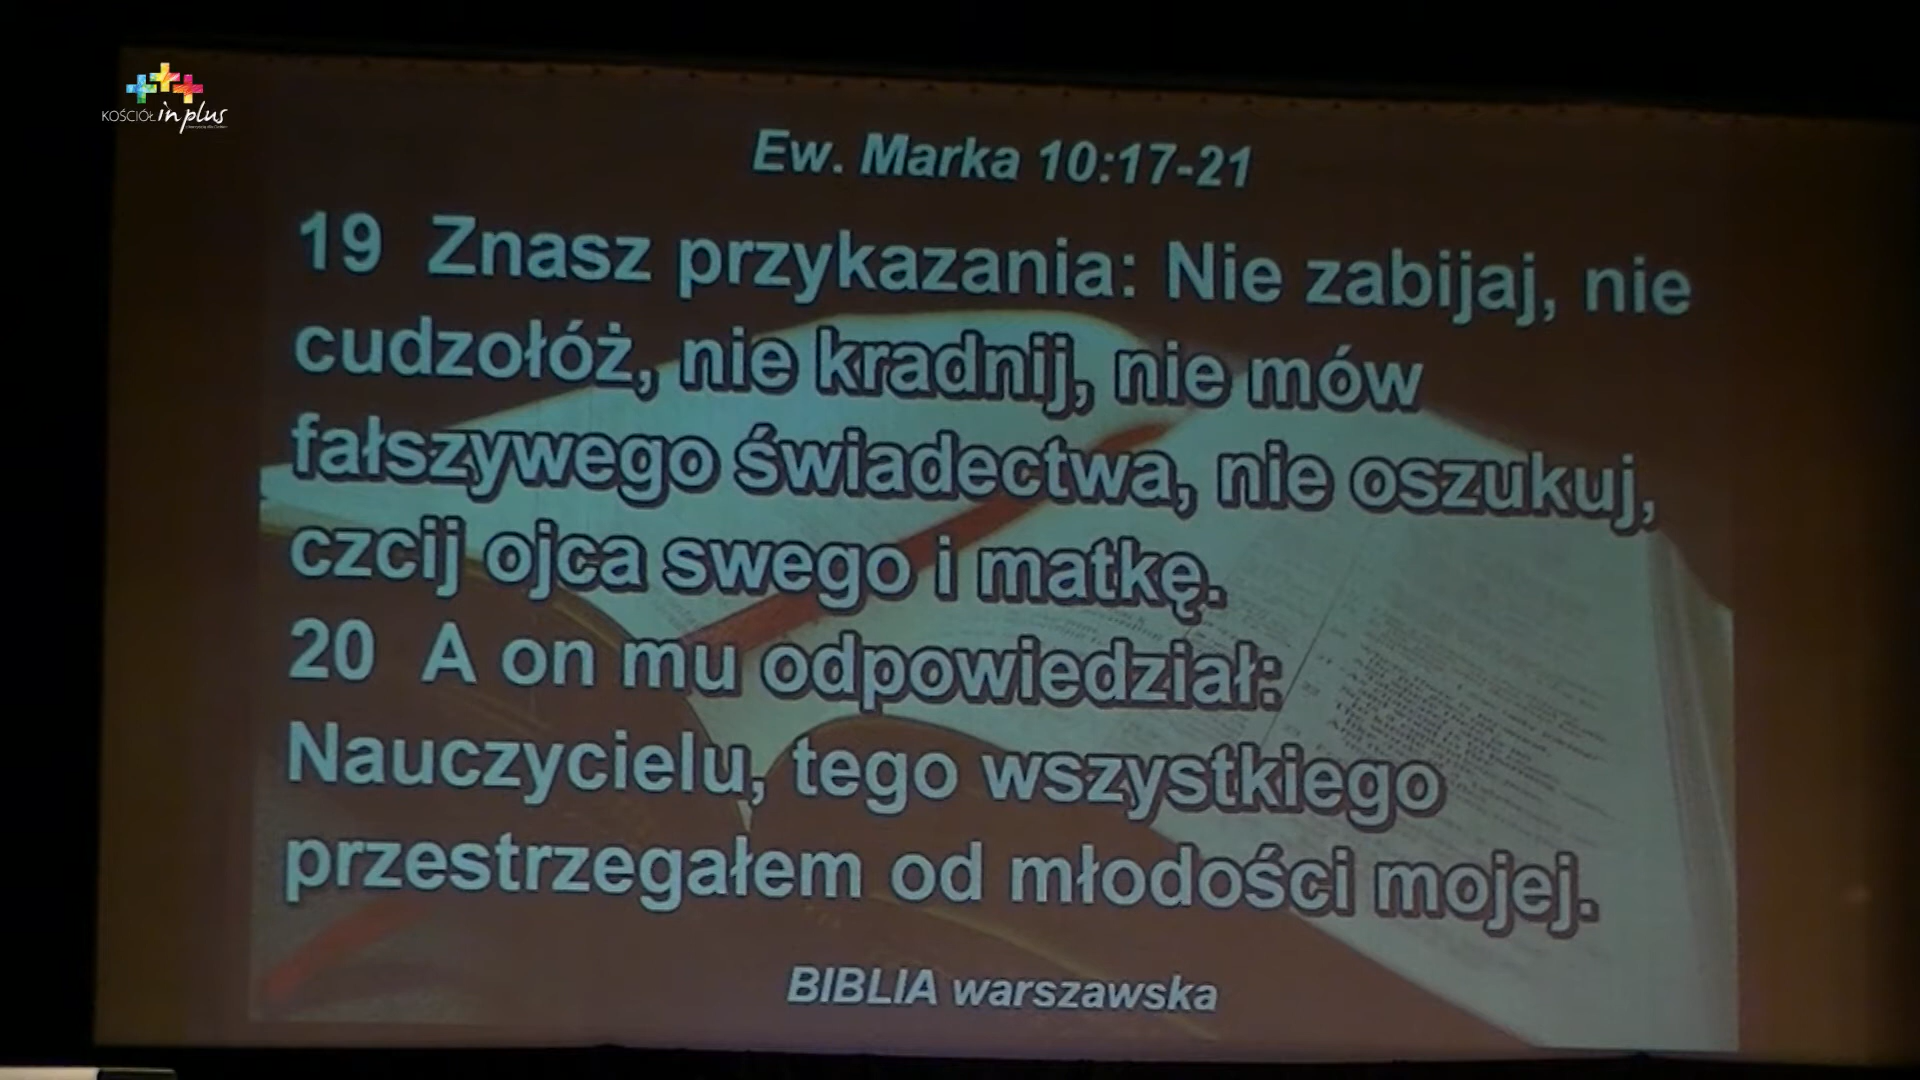 KOŚCIÓŁ in plus
Ew. Marka 10:17-21
19 Znasz przykazania: Nie zabijaj, nie
cudzołóż, nie kradnij, nie mów
fałszywego świadectwa, nie oszukuj,
czcij ojca swego i matkę.
20 A on mu odpowiedział:
Nauczycielu, tego wszystkiego
przestrzegałem od młodości mojej.
BIBLIA warszawska